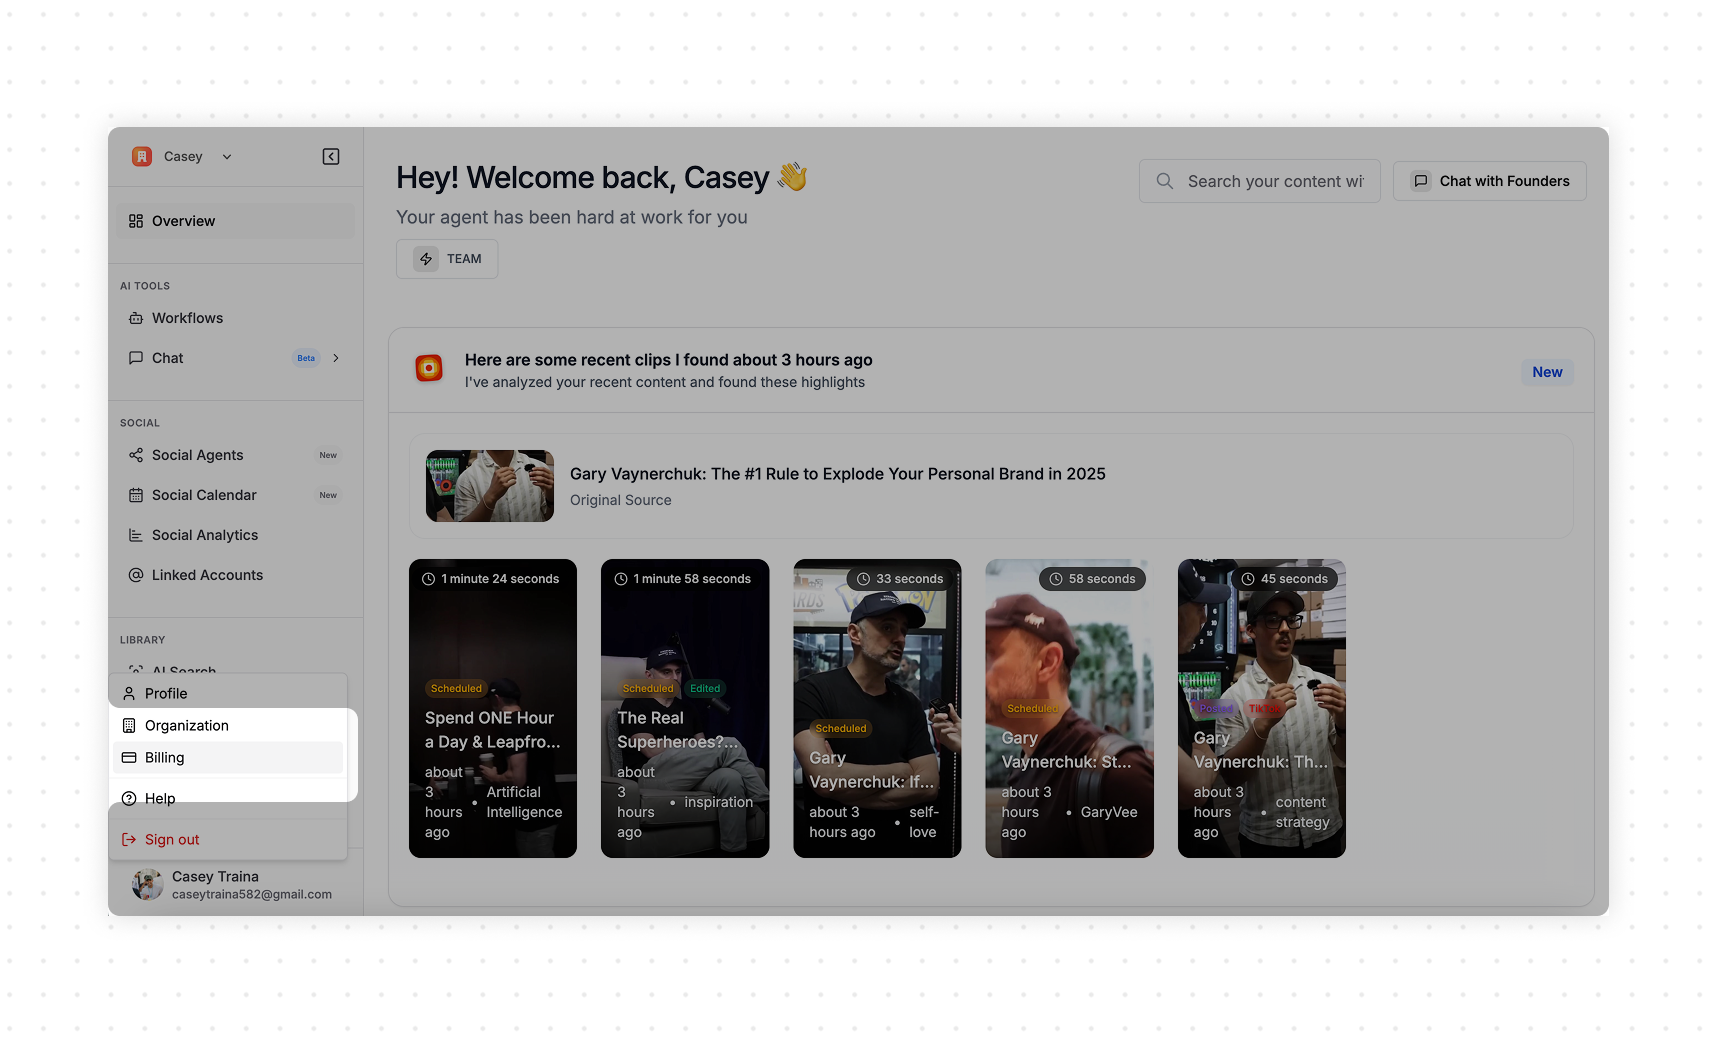 Casey
Overview
AI TOOLS
Workflows
Chat
Beta
SOCIAL
Social Agents
New
Social Calendar
New
Social Analytics
Linked Accounts
LIBRARY
AI Search
Profile
Organization
Billing
Help
Sign out
Casey Traina
caseytraina582@gmail.com
Hey! Welcome back, Casey 👋
Your agent has been hard at work for you
TEAM
Search your content wi
Chat with Founders
Here are some recent clips I found about 3 hours ago
I've analyzed your recent content and found these highlights
New
Gary Vaynerchuk: The #1 Rule to Explode Your Personal Brand in 2025
Original Source
1 minute 24 seconds
Scheduled
Spend ONE Hour
a Day & Leapfro...
about
3
hours
ago
•
Artificial
Intelligence
1 minute 58 seconds
Scheduled
Edited
The Real
Superheroes?...
about
3
hours
ago
• inspiration
33 seconds
Scheduled
Gary
Vaynerchuk: If...
about 3
hours ago
•
self-
love
58 seconds
Scheduled
Gary
Vaynerchuk: St...
about 3
hours
ago
• GaryVee
45 seconds
Posted
TikTok
Gary
Vaynerchuk: Th...
about 3
hours
ago
•
content
strategy